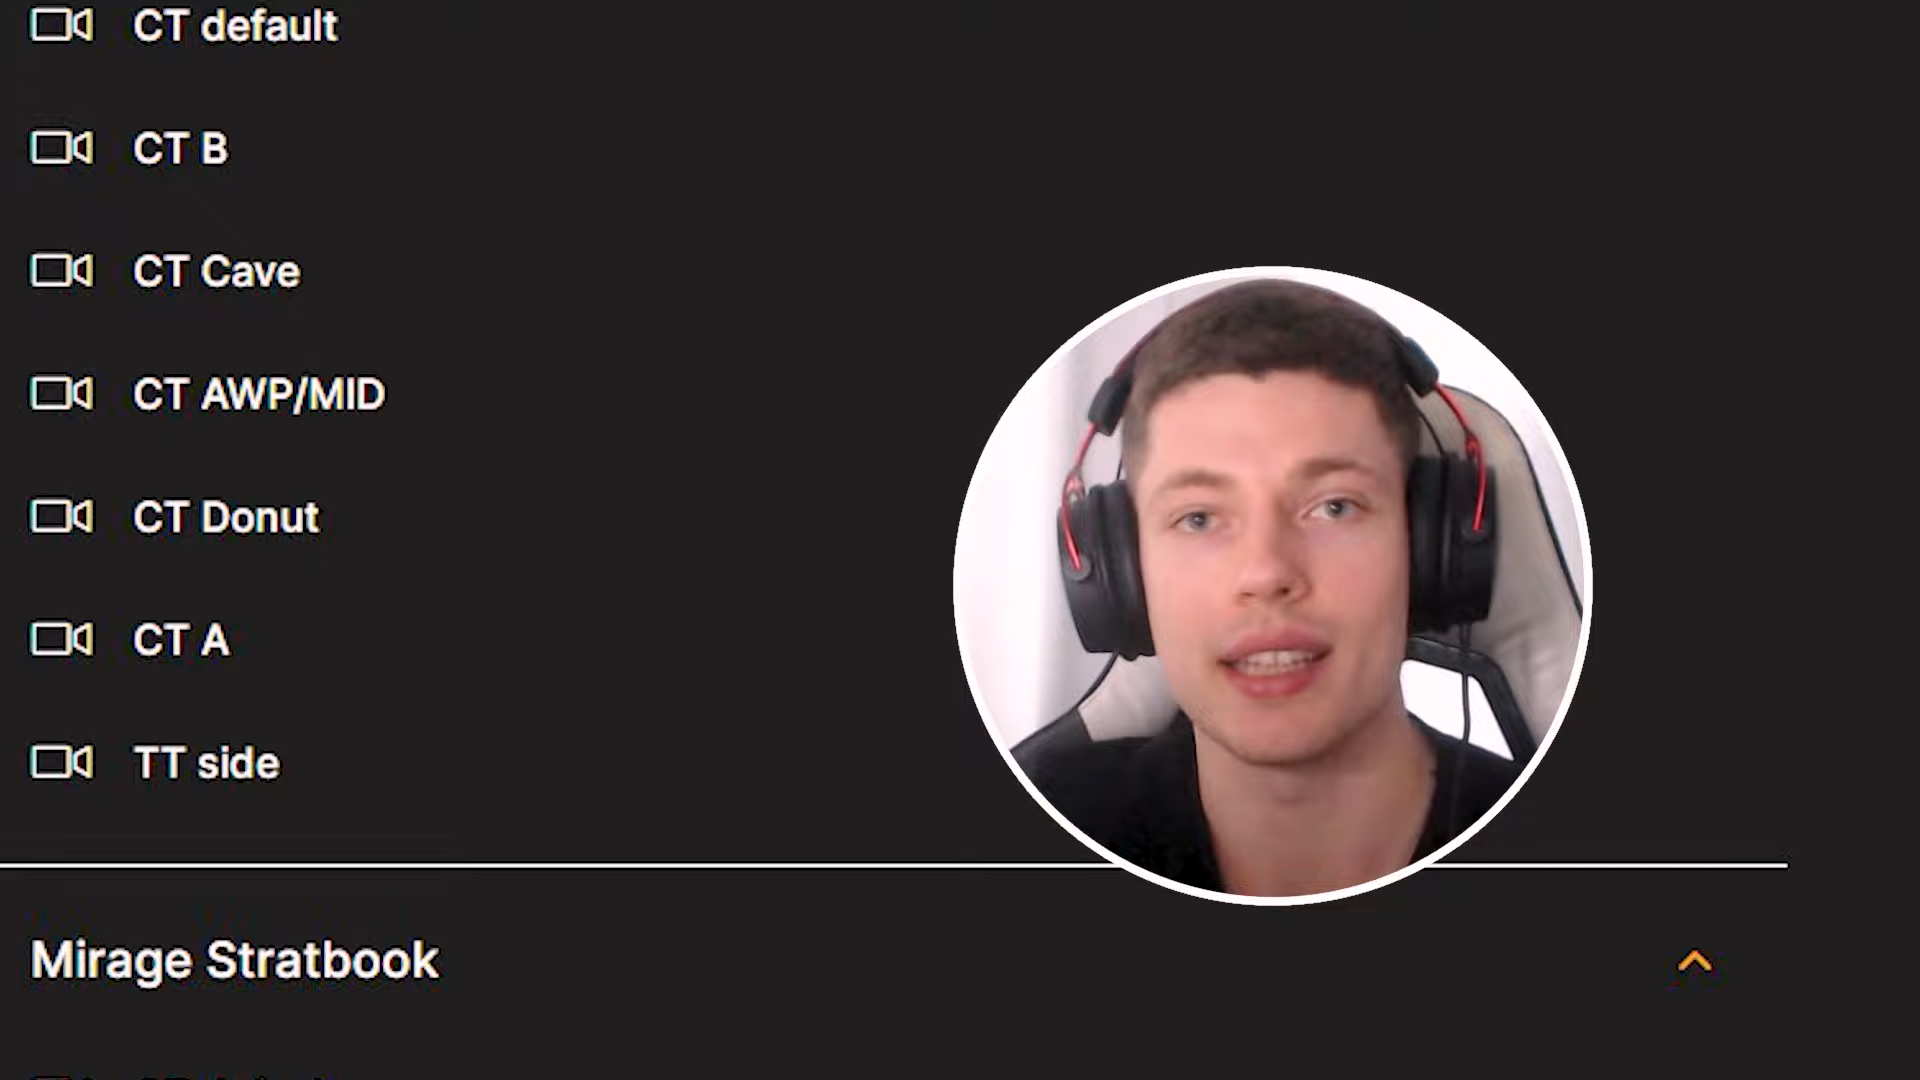 CT default
CT B
CT Cave
CT AWP/MID
CT Donut
CT A
TT side
Mirage Stratbook